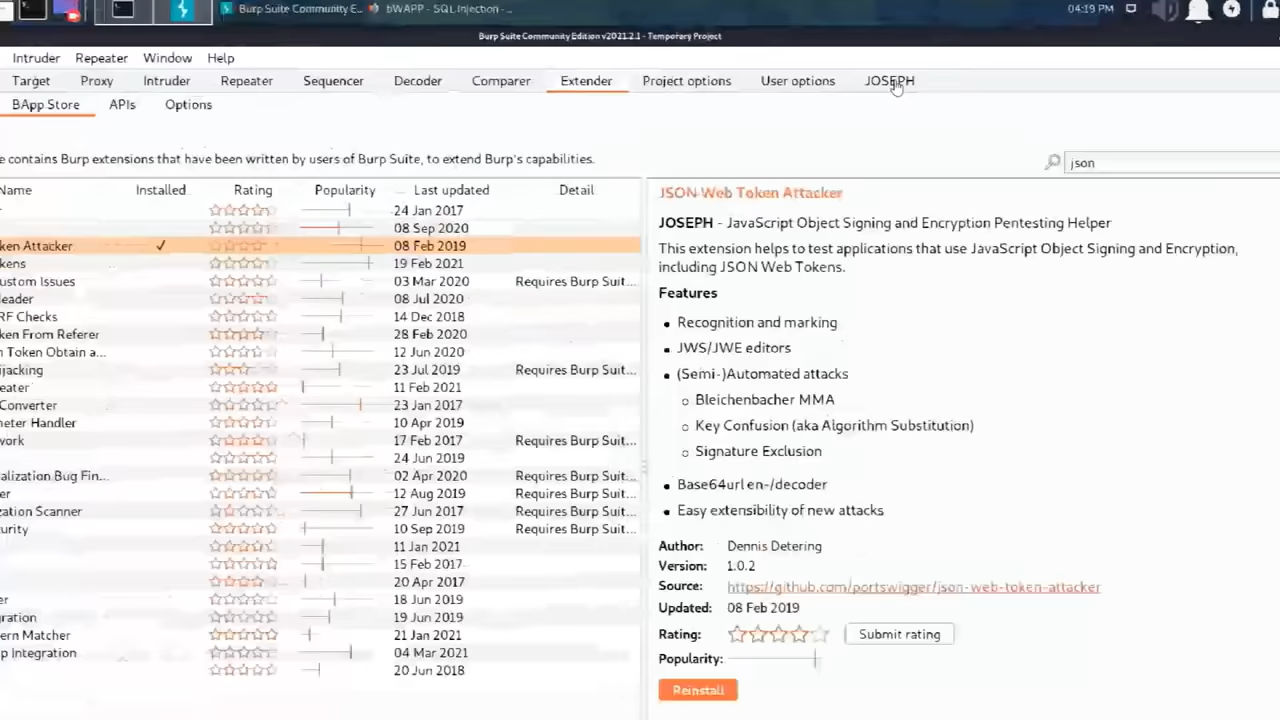 Burp Suite Community E...
bWAPP - SQL Injection - ...
04:19 PM
Burp Suite Community Edition v2021.2.1 - Temporary Project
Intruder Repeater Window Help
Target Proxy Intruder Repeater Sequencer Decoder Comparer Extender Project options User options JOSEPH
BApp Store APIs Options
e contains Burp extensions that have been written by users of Burp Suite, to extend Burp's capabilities.
json
Name Installed Rating Popularity Last updated Detail
24 Jan 2017
08 Sep 2020
ken Attacker ✓ 08 Feb 2019
kens 19 Feb 2021
ustom Issues 03 Mar 2020 Requires Burp Suit...
leader 08 Jul 2020
RF Checks 14 Dec 2018
ken From Referer 28 Feb 2020
n Token Obtain a... 12 Jun 2020
ijacking 23 Jul 2019 Requires Burp Suit...
eater 11 Feb 2021
Converter 23 Jan 2017
neter Handler 10 Apr 2019
work 17 Feb 2017 Requires Burp Suit...
24 Jun 2019
alization Bug Fin... 02 Apr 2020 Requires Burp Suit...
er 12 Aug 2019 Requires Burp Suit...
zation Scanner 27 Jun 2017 Requires Burp Suit...
curity 10 Sep 2019 Requires Burp Suit...
11 Jan 2021
15 Feb 2017
20 Apr 2017
er 18 Jun 2019
gration 19 Jun 2019
ern Matcher 21 Jan 2021
p Integration 04 Mar 2021
20 Jun 2018
JSON Web Token Attacker
JOSEPH - JavaScript Object Signing and Encryption Pentesting Helper
This extension helps to test applications that use JavaScript Object Signing and Encryption,
including JSON Web Tokens.
Features
Recognition and marking
JWS/JWE editors
(Semi-)Automated attacks
Bleichenbacher MMA
Key Confusion (aka Algorithm Substitution)
Signature Exclusion
Base64url en-/decoder
Easy extensibility of new attacks
Author: Dennis Detering
Version: 1.0.2
Source: https://github.com/portswigger/json-web-token-attacker
Updated: 08 Feb 2019
Rating: Submit rating
Popularity:
Reinstall